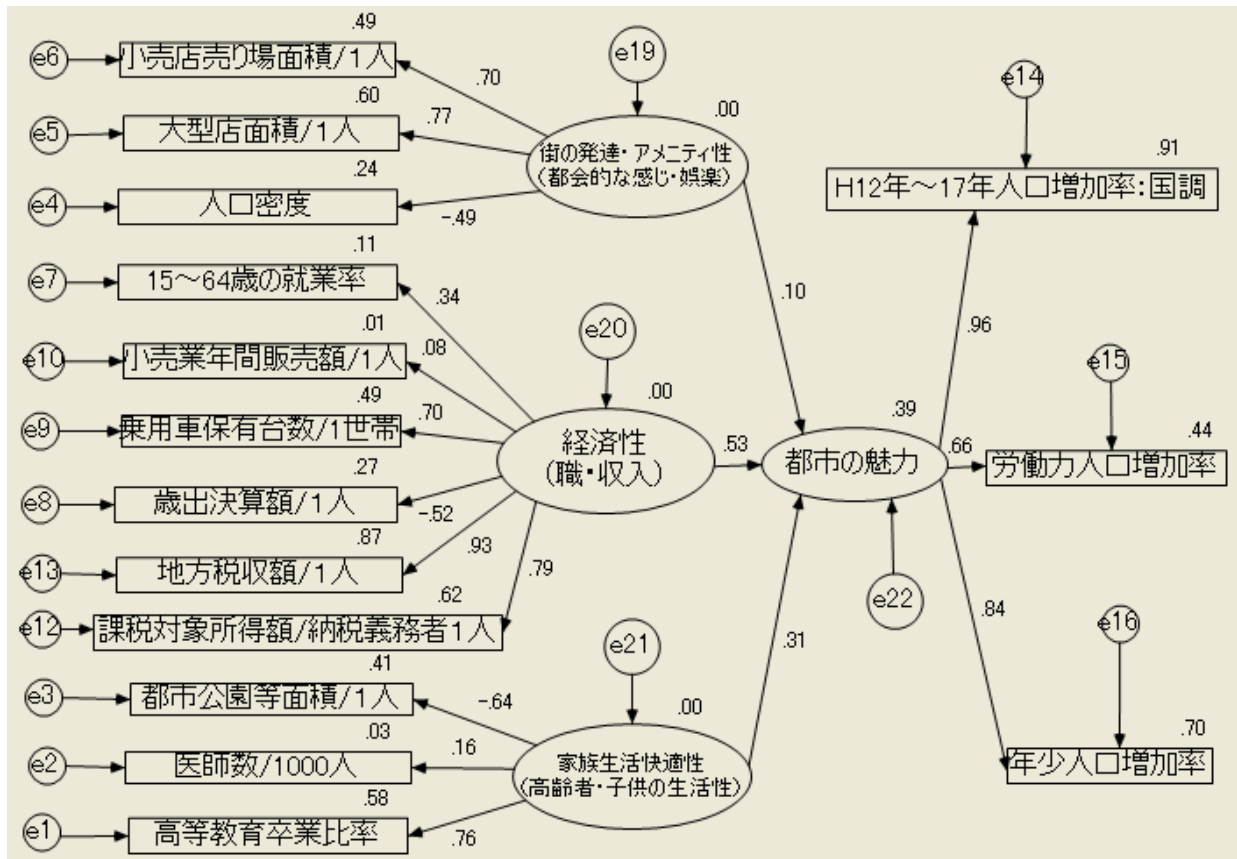 .49
e6
小売店売り場面積/1人
.70
e19
.00
e14
.60
e5
大型店面積/1人
.77
街の発達・アメニティ性
(都会的な感じ・娯楽)
.91
H12年～17年人口増加率:国調
.24
e4
人口密度
-.49
.11
e7
15～64歳の就業率
.34
.10
.96
.01
e10
小売業年間販売額/1人
.08
e20
.00
e15
.49
e9
乗用車保有台数/1世帯
.70
経済性
(職・収入)
.53
.39
都市の魅力
.66
.44
労働力人口増加率
.27
e8
歳出決算額/1人
-.52
.87
e13
地方税収額/1人
.93
.79
e22
.62
e12
課税対象所得額/納税義務者1人
e21
.31
.84
e16
.41
e3
都市公園等面積/1人
-.64
.00
.70
年少人口増加率
.03
e2
医師数/1000人
.16
家族生活快適性
(高齢者・子供の生活性)
.58
e1
高等教育卒業比率
.76